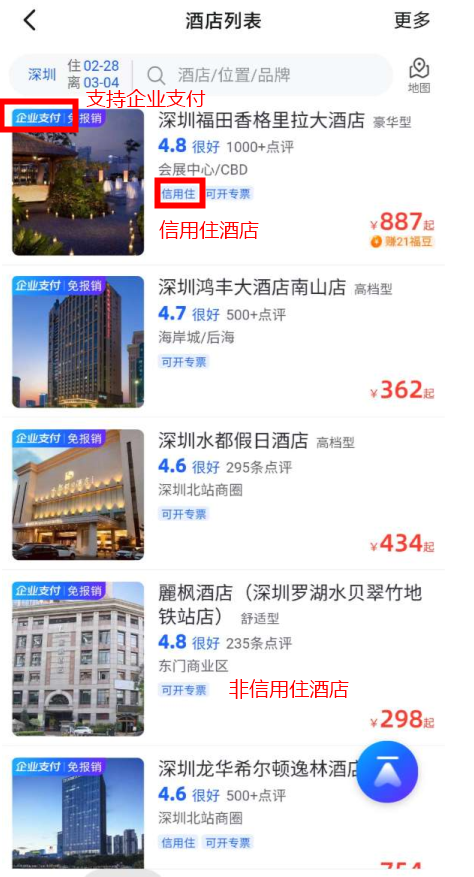 酒店列表
更多
深圳
住 02-28
离 03-04
酒店/位置/品牌
地图
支持企业支付
企业支付 免报销
深圳福田香格里拉大酒店 豪华型
4.8 很好 1000+点评
会展中心/CBD
信用住 可开专票
信用住酒店
¥887起
赚21福豆
企业支付 免报销
深圳鸿丰大酒店南山店 高档型
4.7 很好 500+点评
海岸城/后海
可开专票
¥362起
企业支付 免报销
深圳水都假日酒店 高档型
4.6 很好 295条点评
深圳北站商圈
可开专票
¥434起
企业支付 免报销
麗枫酒店（深圳罗湖水贝翠竹地
铁站店） 舒适型
4.8 很好 235条点评
东门商业区
可开专票
非信用住酒店
¥298起
企业支付 免报销
深圳龙华希尔顿逸林酒店
4.6 很好 500+点评
深圳北站商圈
信用住 可开专票